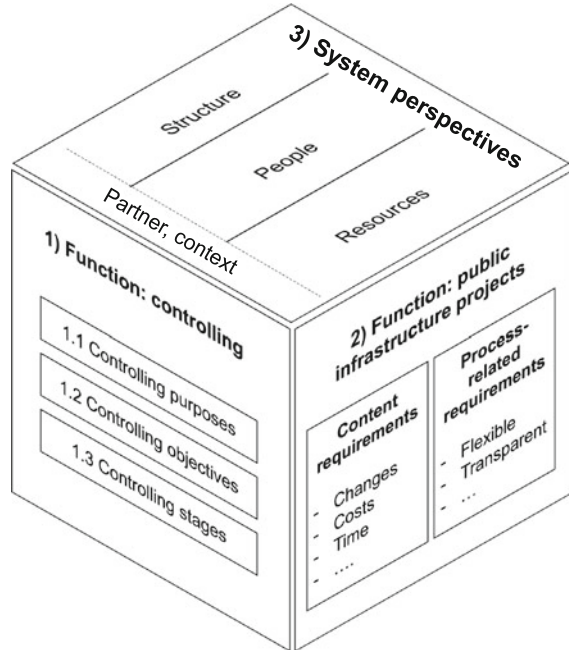 3) System perspectives
Structure
People
Resources
Partner, context
1) Function: controlling
1.1 Controlling purposes
1.2 Controlling objectives
1.3 Controlling stages
2) Function: public
infrastructure projects
Content
requirements
- Changes
- Costs
- Time
- ....
Process-
related
requirements
- Flexible
- Transparent
- ...